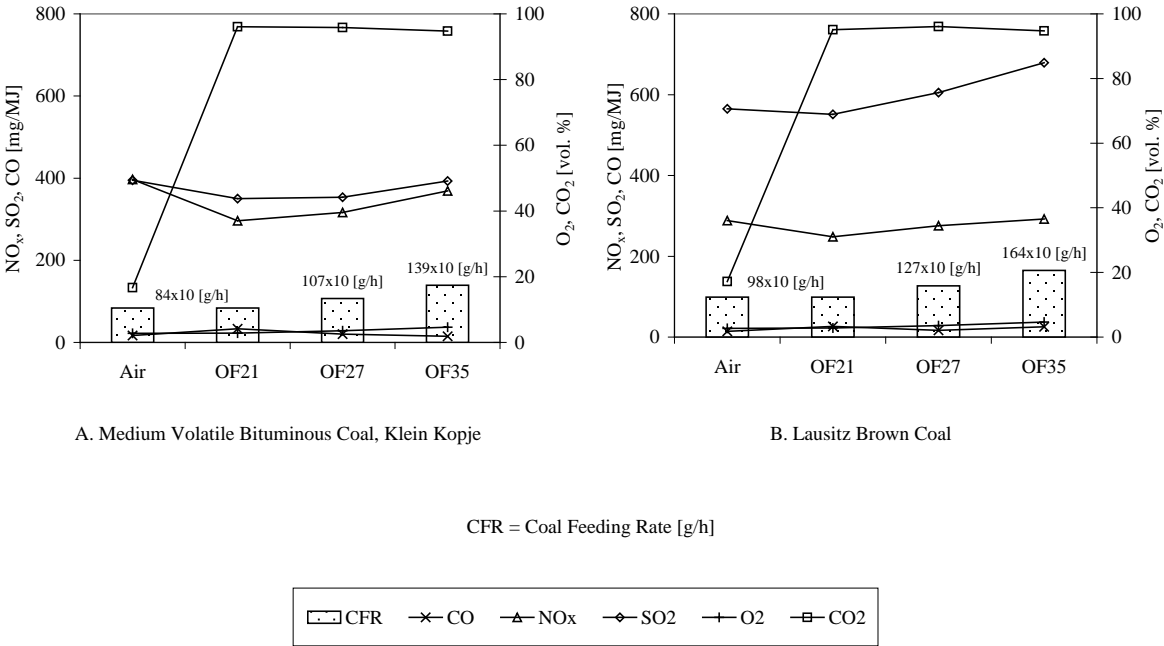 800
600
400
200
0
NOx, SO2, CO [mg/MJ]
100
80
60
40
20
0
O2, CO2 [vol. %]
84x10 [g/h]
107x10 [g/h]
139x10 [g/h]
Air OF21 OF27 OF35
A. Medium Volatile Bituminous Coal, Klein Kopje
800
600
400
200
0
NOx, SO2, CO [mg/MJ]
100
80
60
40
20
0
O2, CO2 [vol. %]
98x10 [g/h]
127x10 [g/h]
164x10 [g/h]
Air OF21 OF27 OF35
B. Lausitz Brown Coal
CFR = Coal Feeding Rate [g/h]
CFR CO NOx SO2 O2 CO2